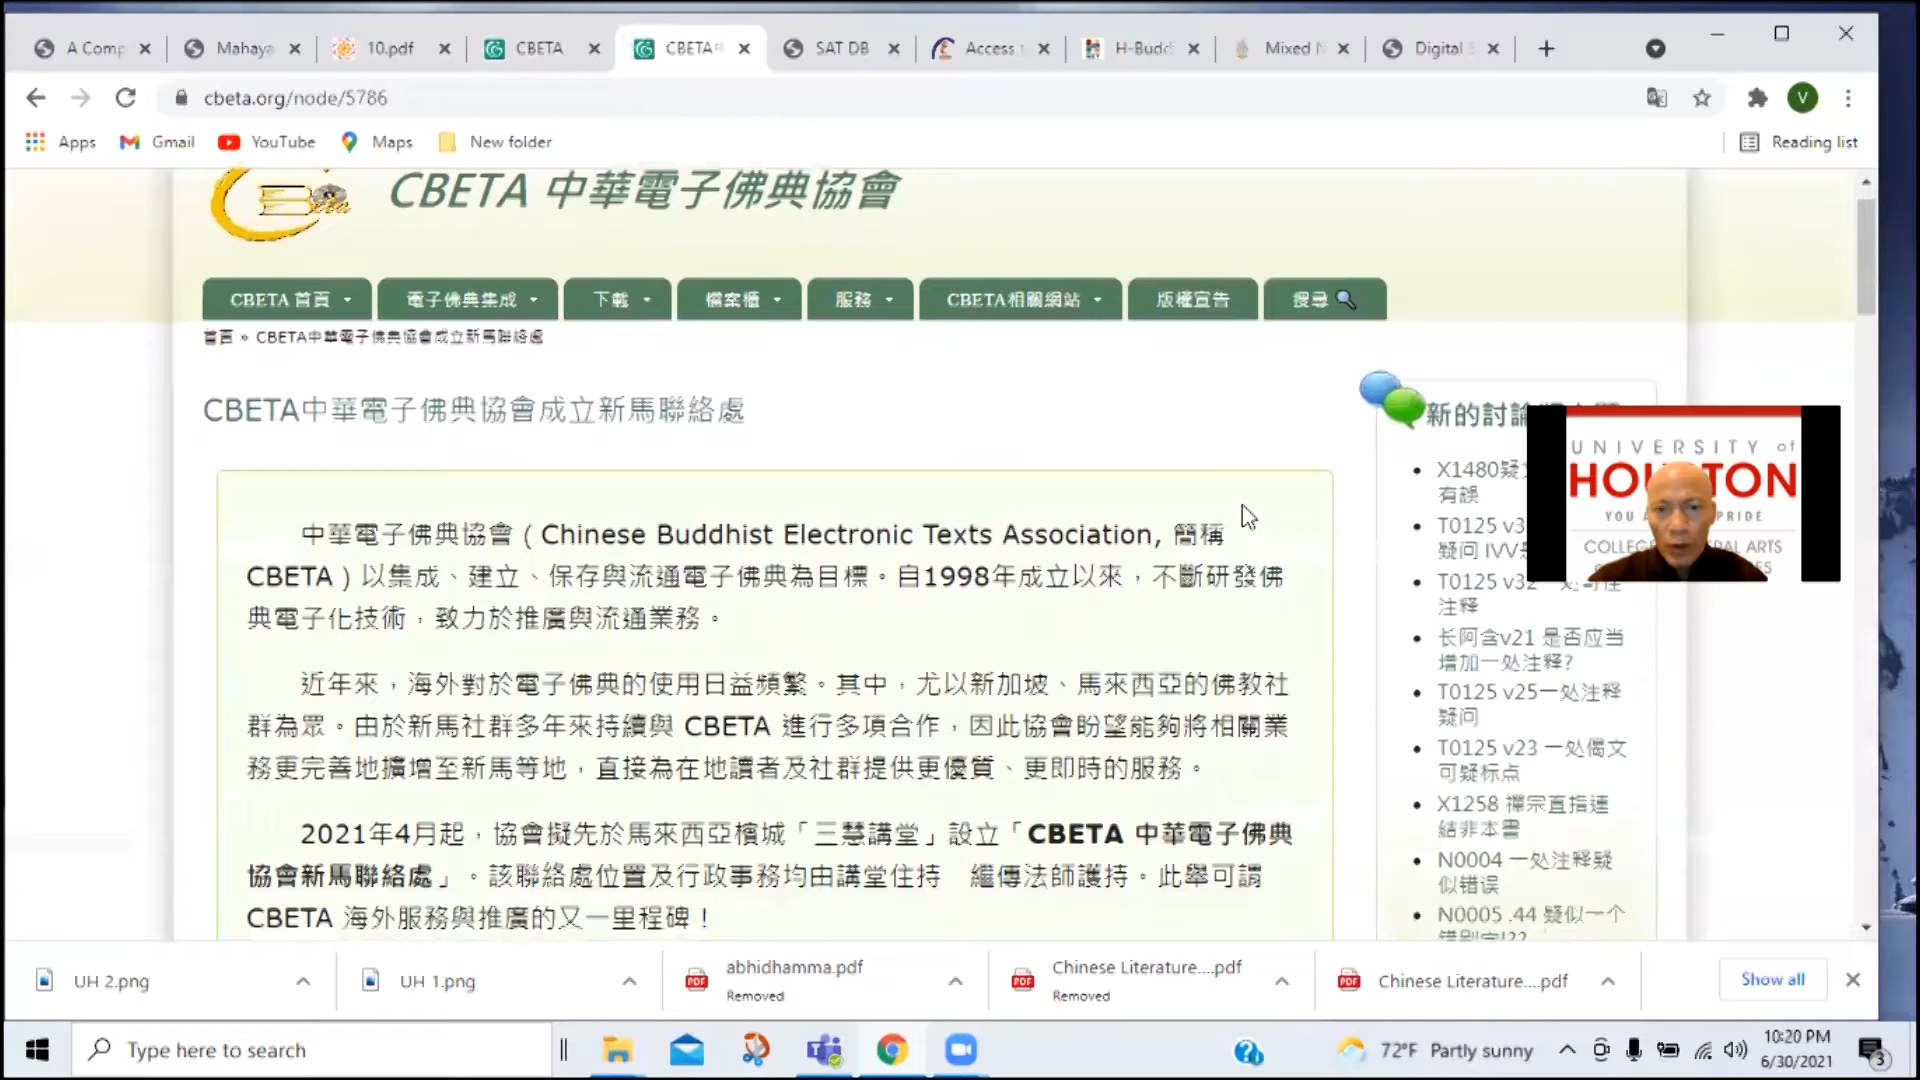 A Comp
Mahaya
10.pdf
CBETA
CBETA
SAT DB
Access
H-Budd
Mixed
Digital
cbeta.org/node/5786
V
Apps
Gmail
YouTube
Maps
New folder
Reading list
CBETA 中華電子佛典協會
CBETA 首頁
電子佛典集成
下載
檔案櫃
服務
CBETA相關網站
版權宣告
搜尋
首頁 » CBETA中華電子佛典協會成立新馬聯絡處
CBETA中華電子佛典協會成立新馬聯絡處
中華電子佛典協會 ( Chinese Buddhist Electronic Texts Association, 簡稱
CBETA ) 以集成、建立、保存與流通電子佛典為目標。自1998年成立以來，不斷研發佛
典電子化技術，致力於推廣與流通業務。
近年來，海外對於電子佛典的使用日益頻繁。其中，尤以新加坡、馬來西亞的佛教社
群為眾。由於新馬社群多年來持續與 CBETA 進行多項合作，因此協會盼望能夠將相關業
務更完善地擴增至新馬等地，直接為在地讀者及社群提供更優質、更即時的服務。
2021年4月起，協會擬先於馬來西亞檳城「三慧講堂」設立「CBETA 中華電子佛典
協會新馬聯絡處」。該聯絡處位置及行政事務均由講堂住持 繼傳法師護持。此舉可謂
CBETA 海外服務與推廣的又一里程碑！
新的討論
X1480疑
有誤
T0125 v3
疑问
T0125 v32
注释
长阿含v21 是否应当
增加一处注释?
T0125 v25一处注释
疑问
T0125 v23 一处偈文
可疑标点
X1258 禪宗直指連
結非本書
N0004 一处注释疑
似错误
N0005 .44 疑似一个
UNIVERSITY of
HOUSTON
YOU A PRIDE
COLLEGE RAL ARTS
UH 2.png
UH 1.png
abhidhamma.pdf
Removed
Chinese Literature....pdf
Removed
Chinese Literature....pdf
Show all
Type here to search
72°F Partly sunny
10:20 PM
6/30/2021
3